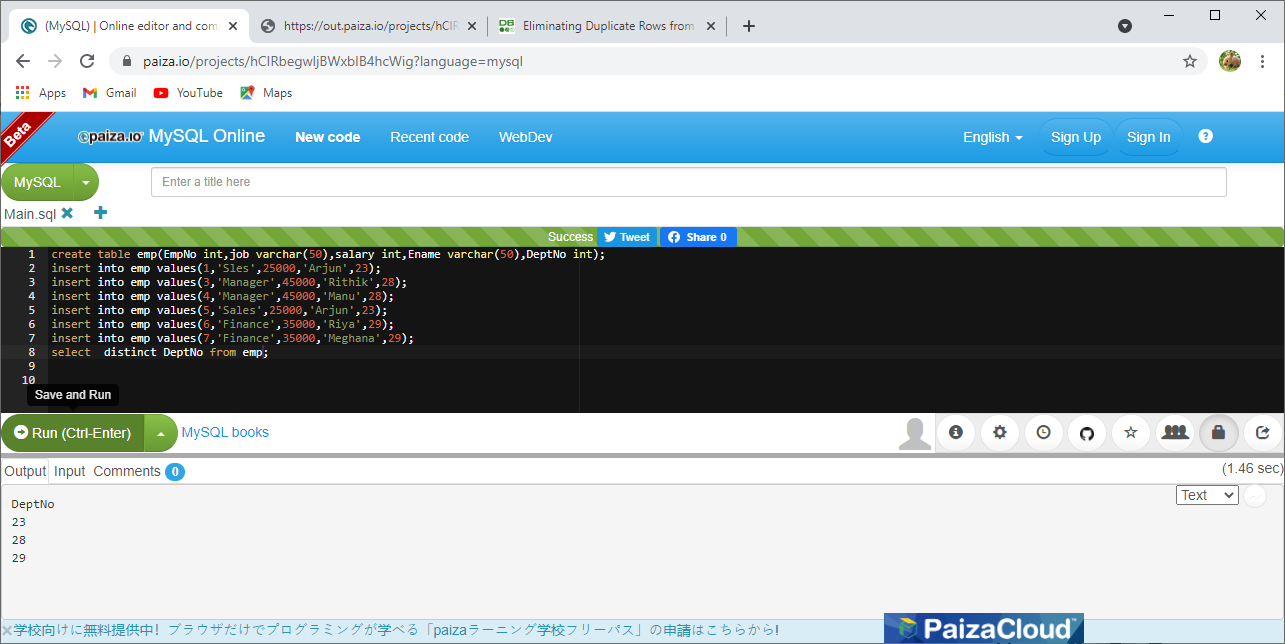 (MySQL) | Online editor and com
https://out.paiza.io/projects/hClR
Eliminating Duplicate Rows from
paiza.io/projects/hClRbegwljBWxbIB4hcWig?language=mysql
Apps Gmail YouTube Maps
Beta
paiza.io MySQL Online New code Recent code WebDev English Sign Up Sign In ?
MySQL Enter a title here
Main.sql
Success Tweet Share 0
1 create table emp(EmpNo int,job varchar(50),salary int,Ename varchar(50),DeptNo int);
2 insert into emp values(1,'Sles',25000,'Arjun',23);
3 insert into emp values(3,'Manager',45000,'Rithik',28);
4 insert into emp values(4,'Manager',45000,'Manu',28);
5 insert into emp values(5,'Sales',25000,'Arjun',23);
6 insert into emp values(6,'Finance',35000,'Riya',29);
7 insert into emp values(7,'Finance',35000,'Meghana',29);
8 select  distinct DeptNo from emp;
9
10
Save and Run
Run (Ctrl-Enter) MySQL books
Output Input Comments 0 (1.46 sec)
Text
DeptNo
23
28
29
学校向けに無料提供中! ブラウザだけでプログラミングが学べる「paizaラーニング学校フリーパス」の申請はこちらから!
PaizaCloud